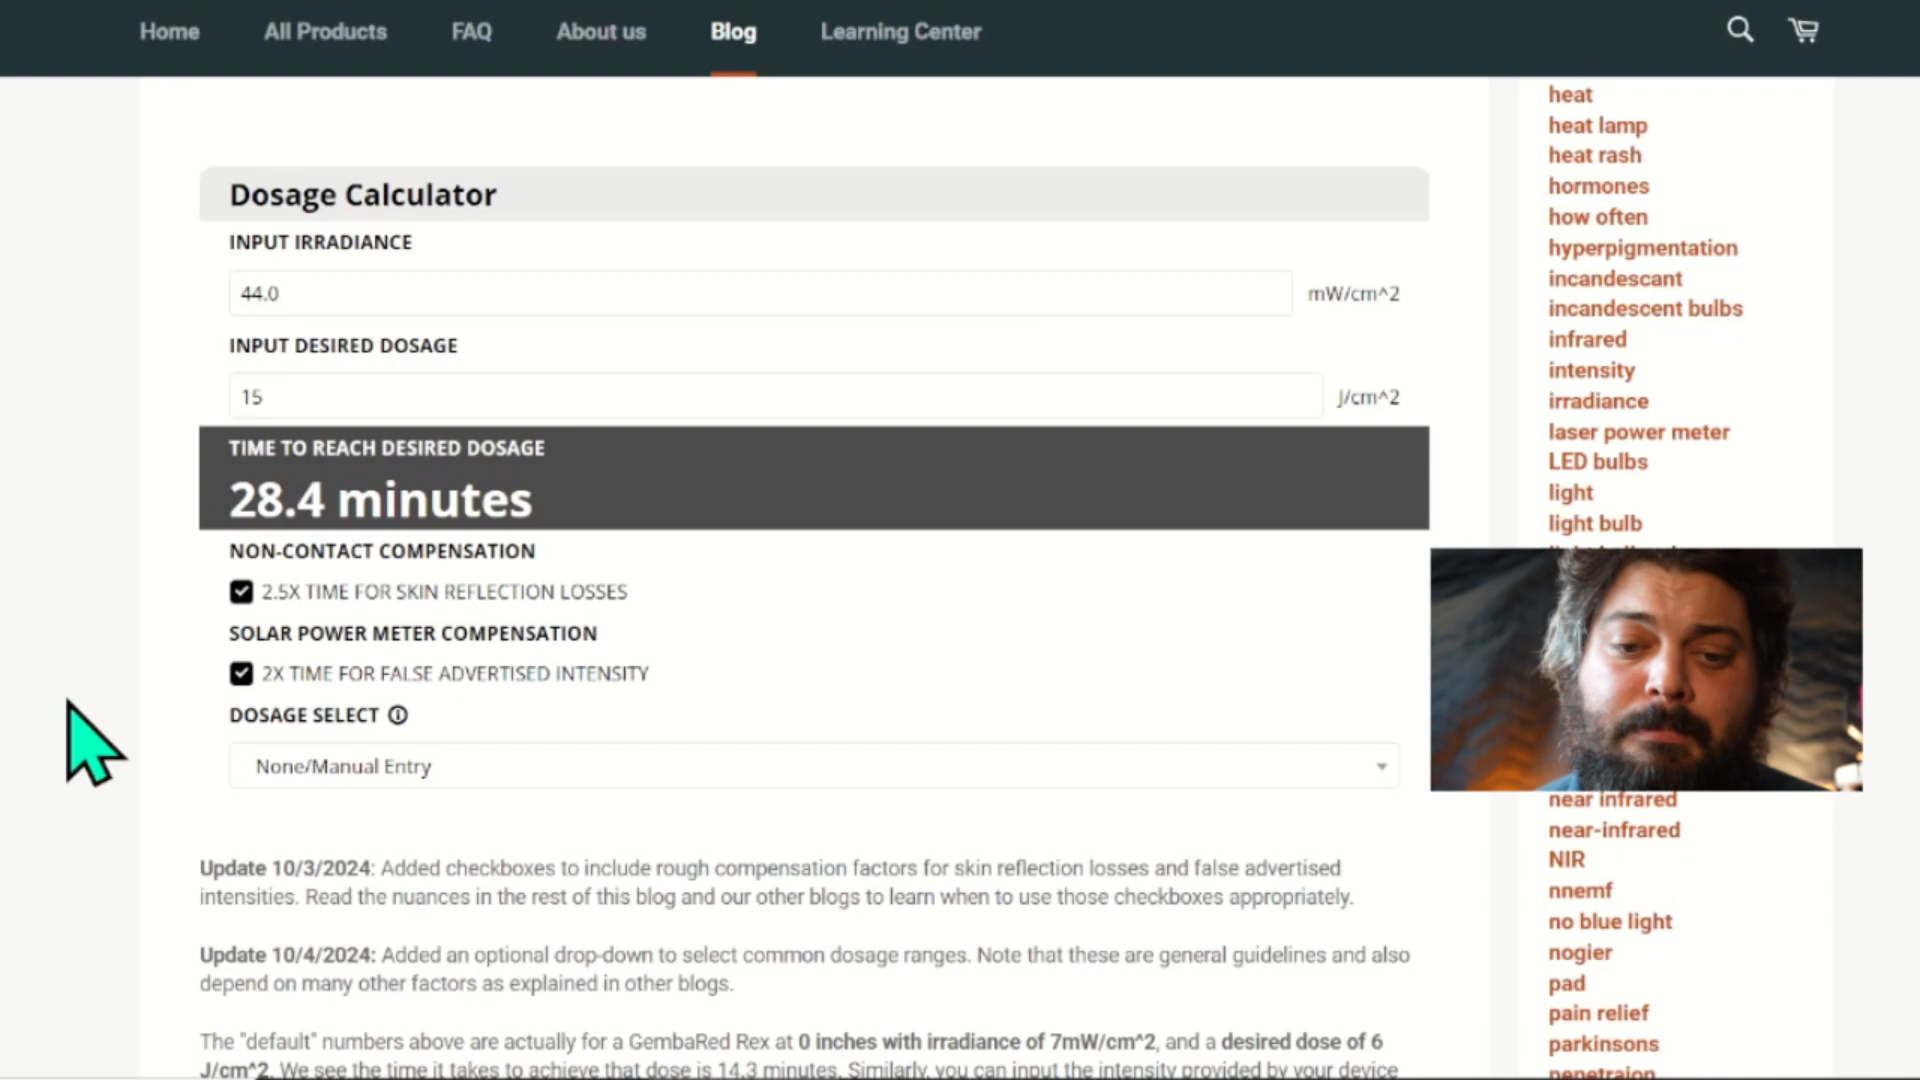 Home All Products FAQ About us Blog Learning Center
Dosage Calculator
INPUT IRRADIANCE
44.0 mW/cm^2
INPUT DESIRED DOSAGE
15 J/cm^2
TIME TO REACH DESIRED DOSAGE
28.4 minutes
NON-CONTACT COMPENSATION
2.5X TIME FOR SKIN REFLECTION LOSSES
SOLAR POWER METER COMPENSATION
2X TIME FOR FALSE ADVERTISED INTENSITY
DOSAGE SELECT
None/Manual Entry
Update 10/3/2024: Added checkboxes to include rough compensation factors for skin reflection losses and false advertised
intensities. Read the nuances in the rest of this blog and our other blogs to learn when to use those checkboxes appropriately.
Update 10/4/2024: Added an optional drop-down to select common dosage ranges. Note that these are general guidelines and also
depend on many other factors as explained in other blogs.
The "default" numbers above are actually for a GembaRed Rex at 0 inches with irradiance of 7mW/cm^2, and a desired dose of 6
J/cm^2. We see the time it takes to achieve that dose is 14.3 minutes. Similarly, you can input the intensity provided by your device
heat
heat lamp
heat rash
hormones
how often
hyperpigmentation
incandescant
incandescent bulbs
infrared
intensity
irradiance
laser power meter
LED bulbs
light
light bulb
near infrared
near-infrared
NIR
nnemf
no blue light
nogier
pad
pain relief
parkinsons
penetraion